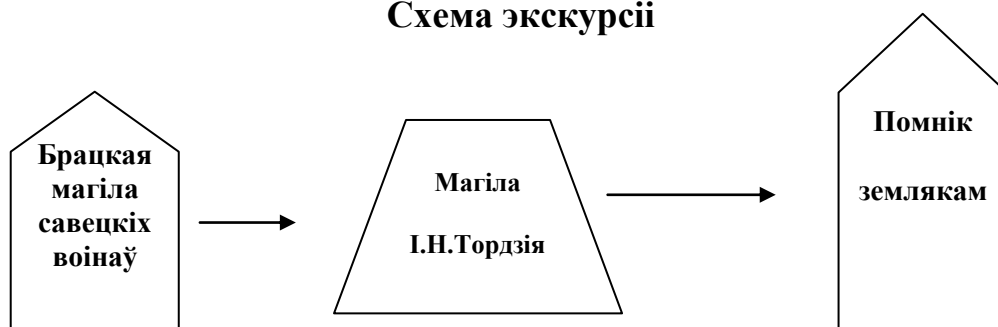 Схема экскурсіі
Брацкая
магіла
савецкіх
воінаў
Магіла
І.Н.Тордзія
Помнік
землякам